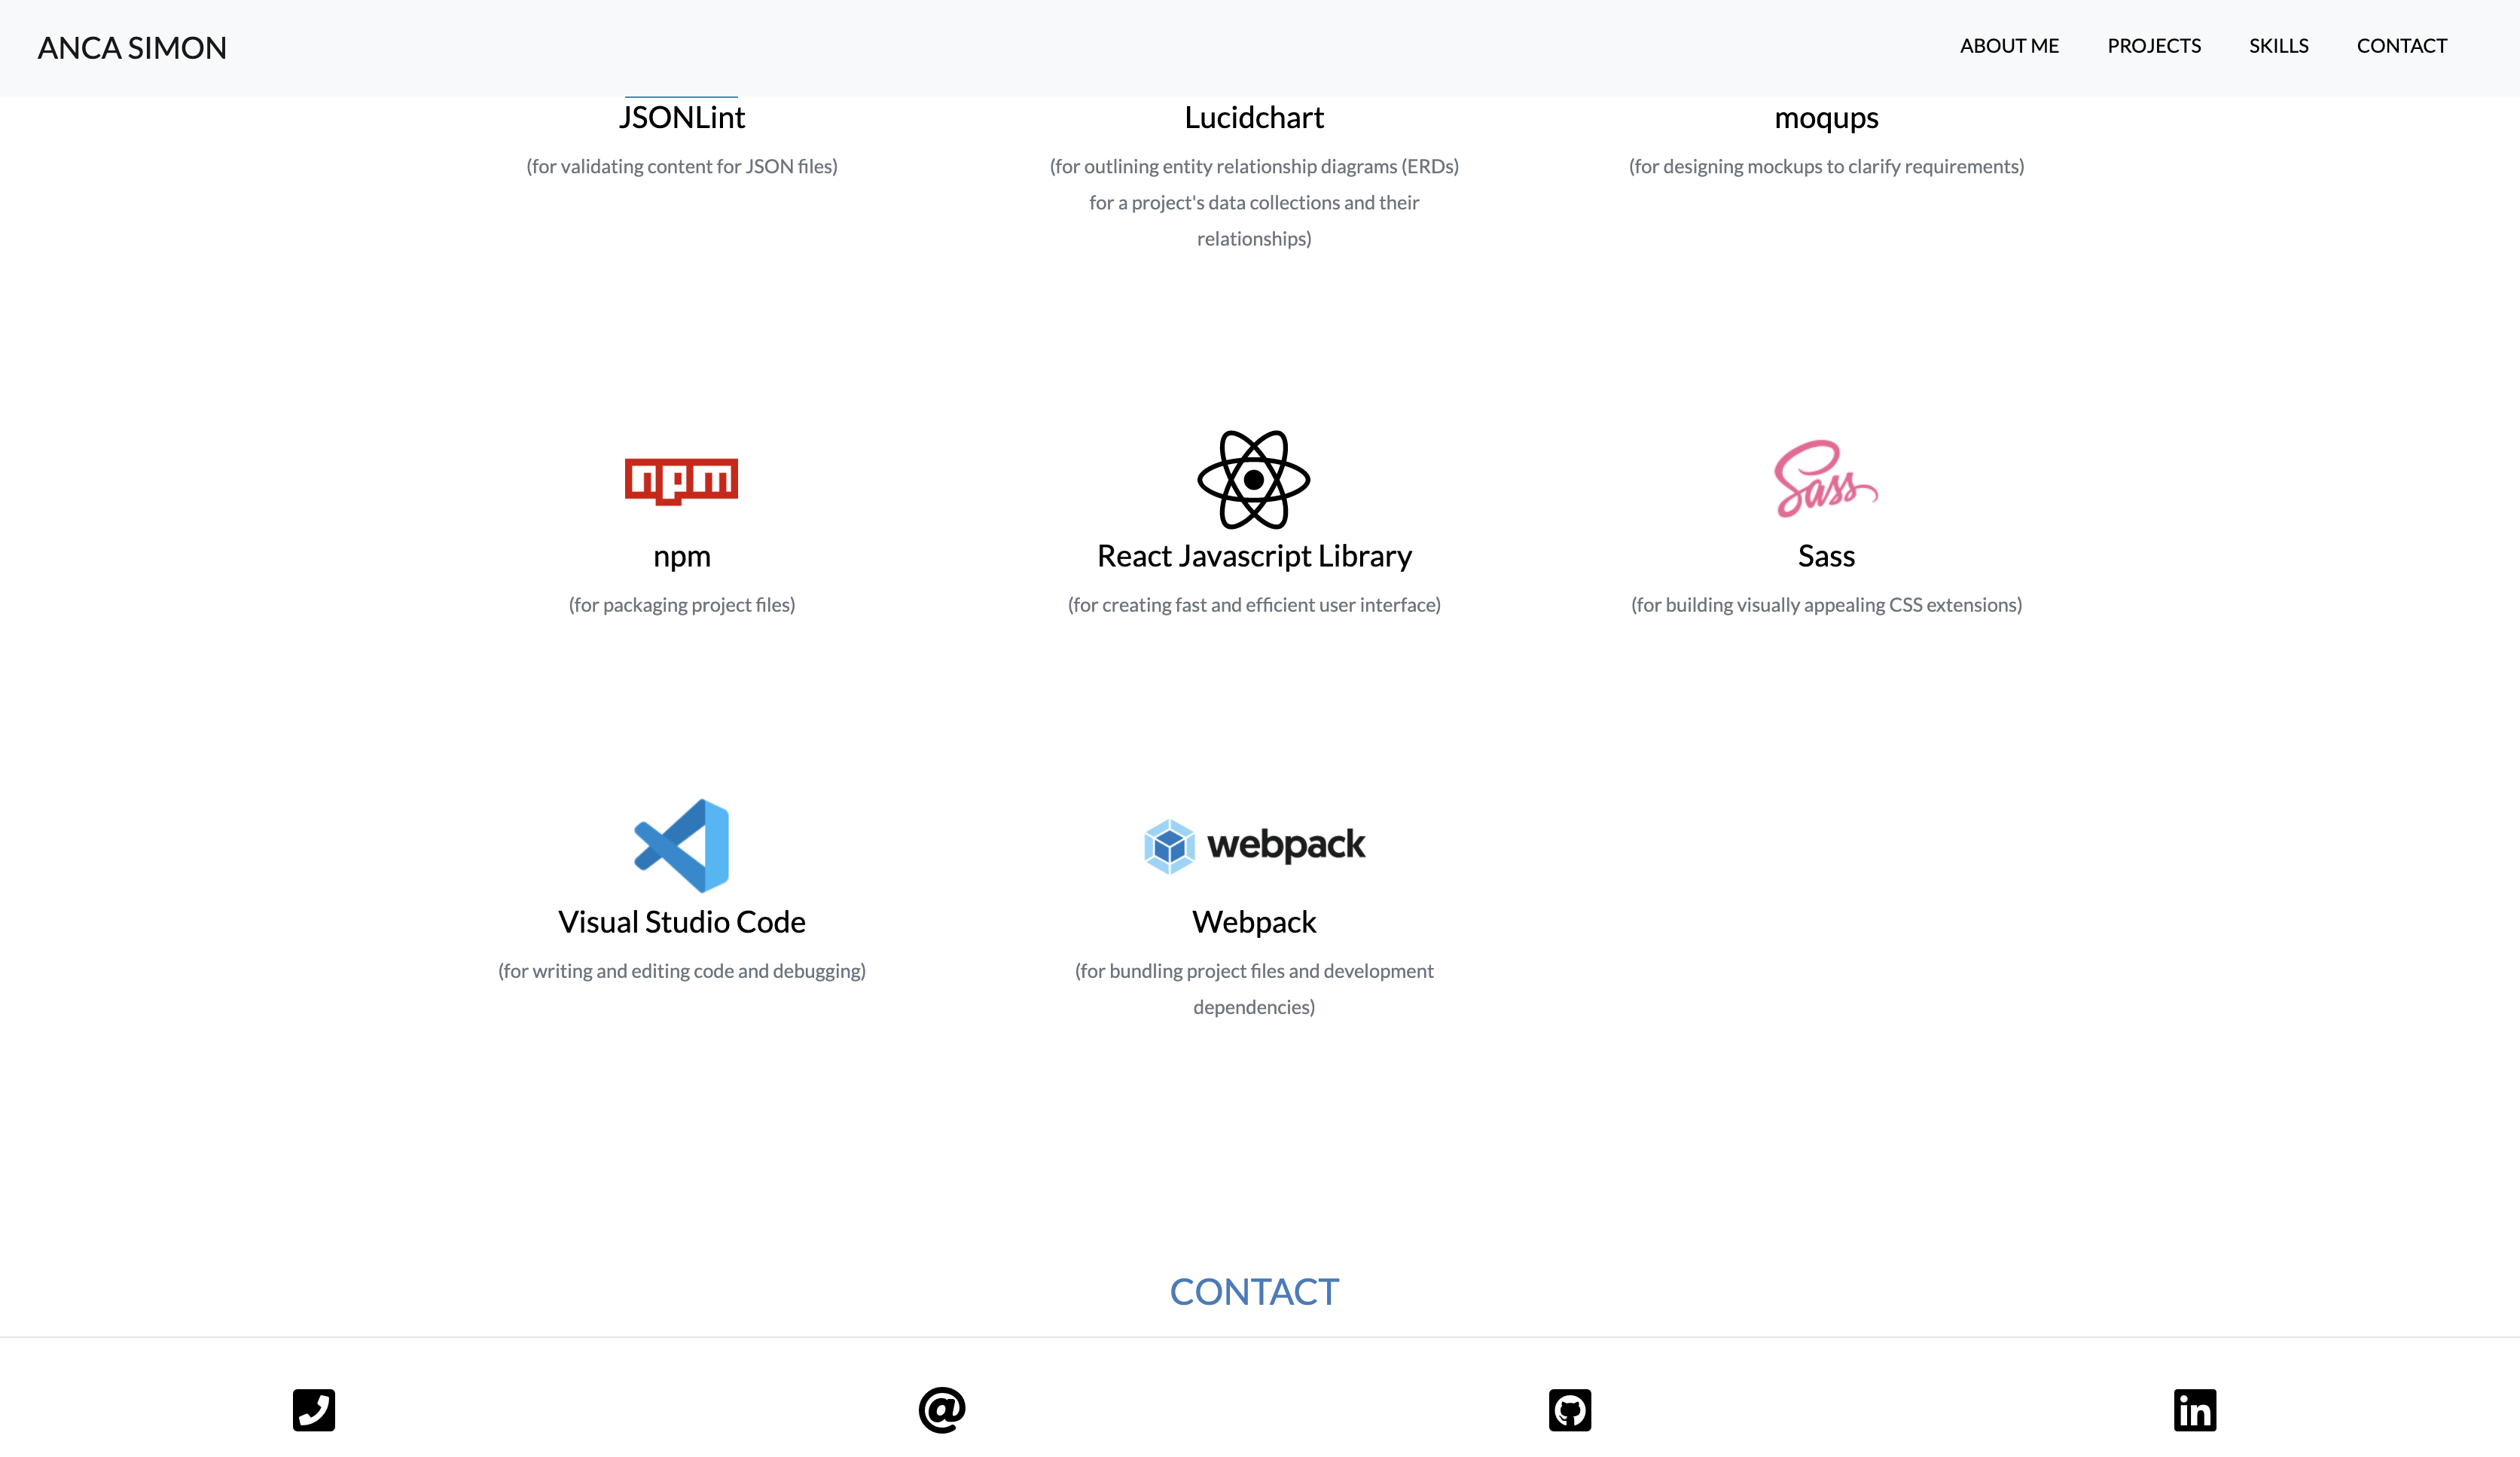 ANCA SIMON
ABOUT ME PROJECTS SKILLS CONTACT
JSONLint
(for validating content for JSON files)
Lucidchart
(for outlining entity relationship diagrams (ERDs)
for a project's data collections and their
relationships)
moqups
(for designing mockups to clarify requirements)
npm
npm
(for packaging project files)
React Javascript Library
(for creating fast and efficient user interface)
Sass
Sass
(for building visually appealing CSS extensions)
Visual Studio Code
(for writing and editing code and debugging)
webpack
Webpack
(for bundling project files and development
dependencies)
CONTACT
@
in